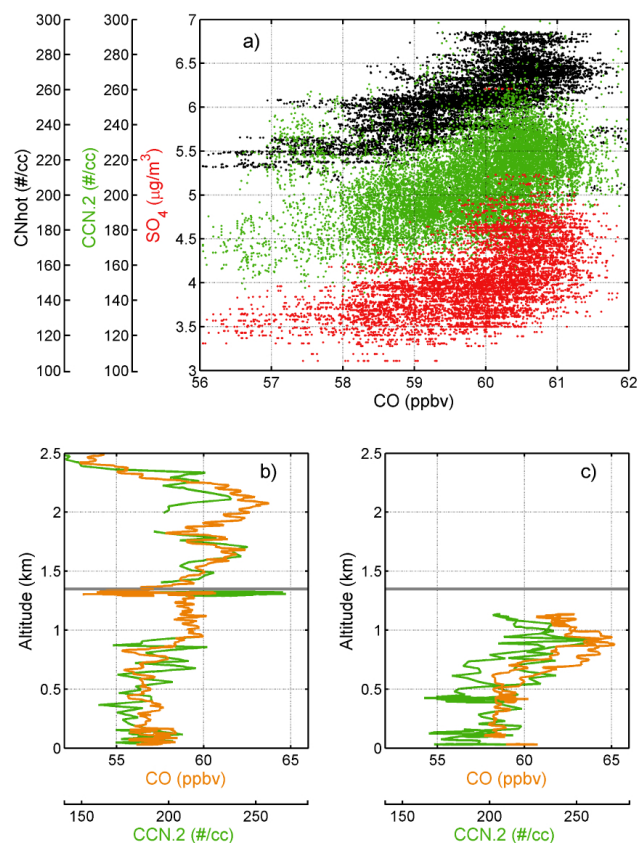 a)
300
280
260
240
220
200
180
160
140
120
100
CNhot (#/cc)
300
280
260
240
220
200
180
160
140
120
100
CCN.2 (#/cc)
7
6.5
6
5.5
5
4.5
4
3.5
3
SO₄ (μg/m³)
56 57 58 59 60 61 62
CO (ppbv)
b)
2.5
2
1.5
1
0.5
0
Altitude (km)
55 60 65
CO (ppbv)
150 200 250
CCN.2 (#/cc)
c)
2.5
2
1.5
1
0.5
0
Altitude (km)
55 60 65
CO (ppbv)
150 200 250
CCN.2 (#/cc)